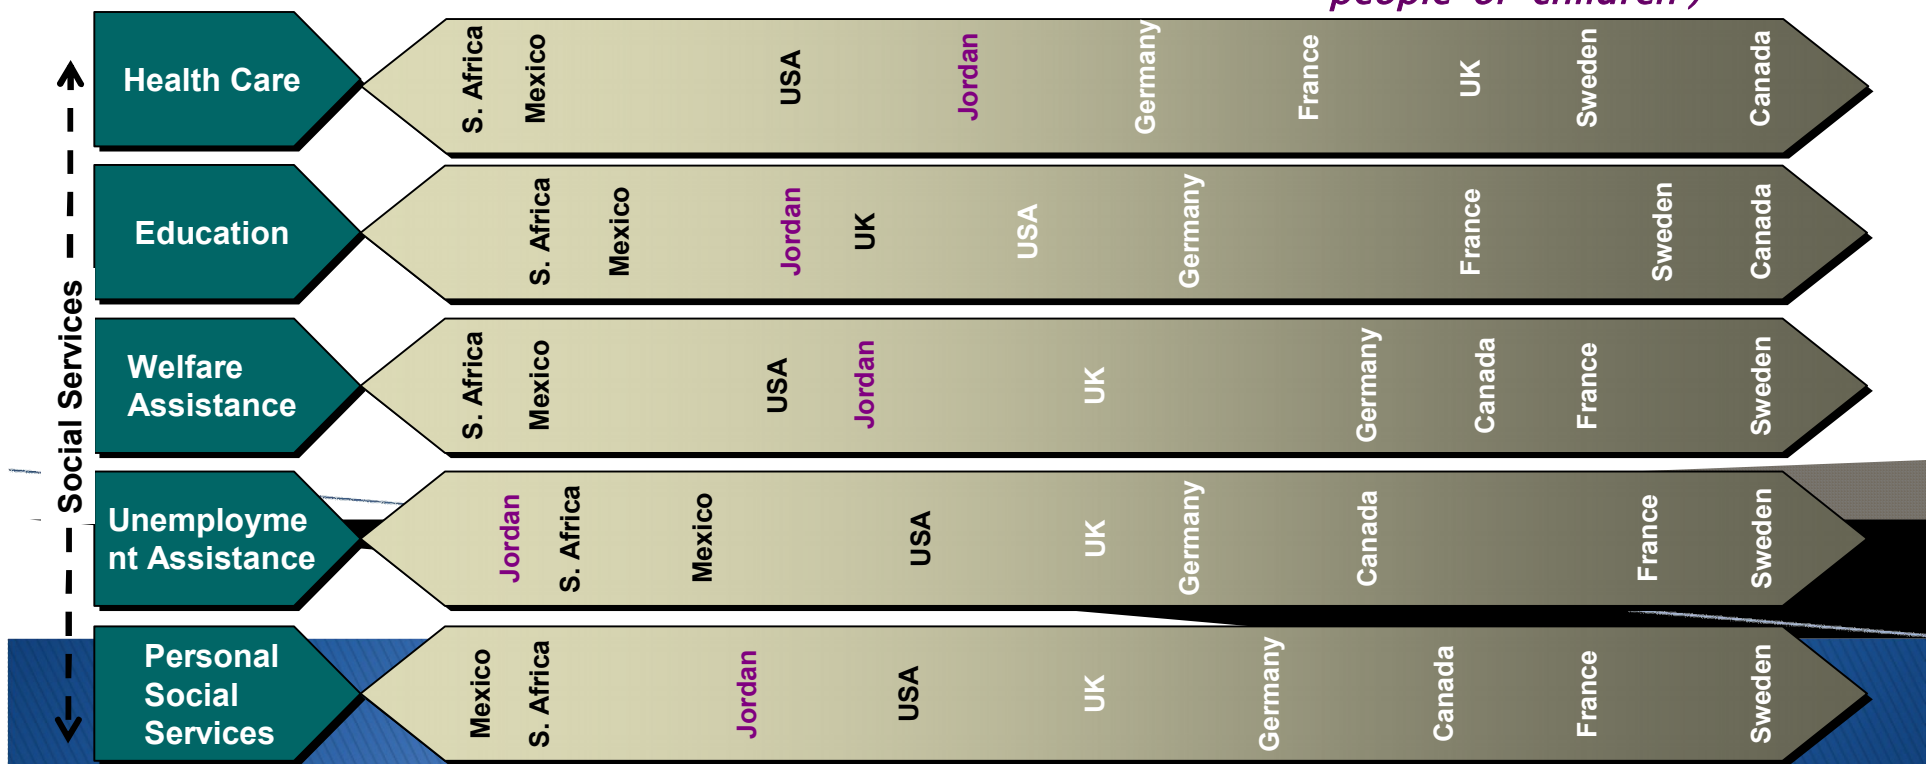 people or children)
Health Care
S. Africa
Mexico
USA
Jordan
Germany
France
UK
Sweden
Canada
Education
S. Africa
Mexico
Jordan
UK
USA
Germany
France
Sweden
Canada
Welfare
Assistance
S. Africa
Mexico
USA
Jordan
UK
Germany
Canada
France
Sweden
Unemployme
nt Assistance
Jordan
S. Africa
Mexico
USA
UK
Germany
Canada
France
Sweden
Personal
Social
Services
Mexico
S. Africa
Jordan
USA
UK
Germany
Canada
France
Sweden
Social Services